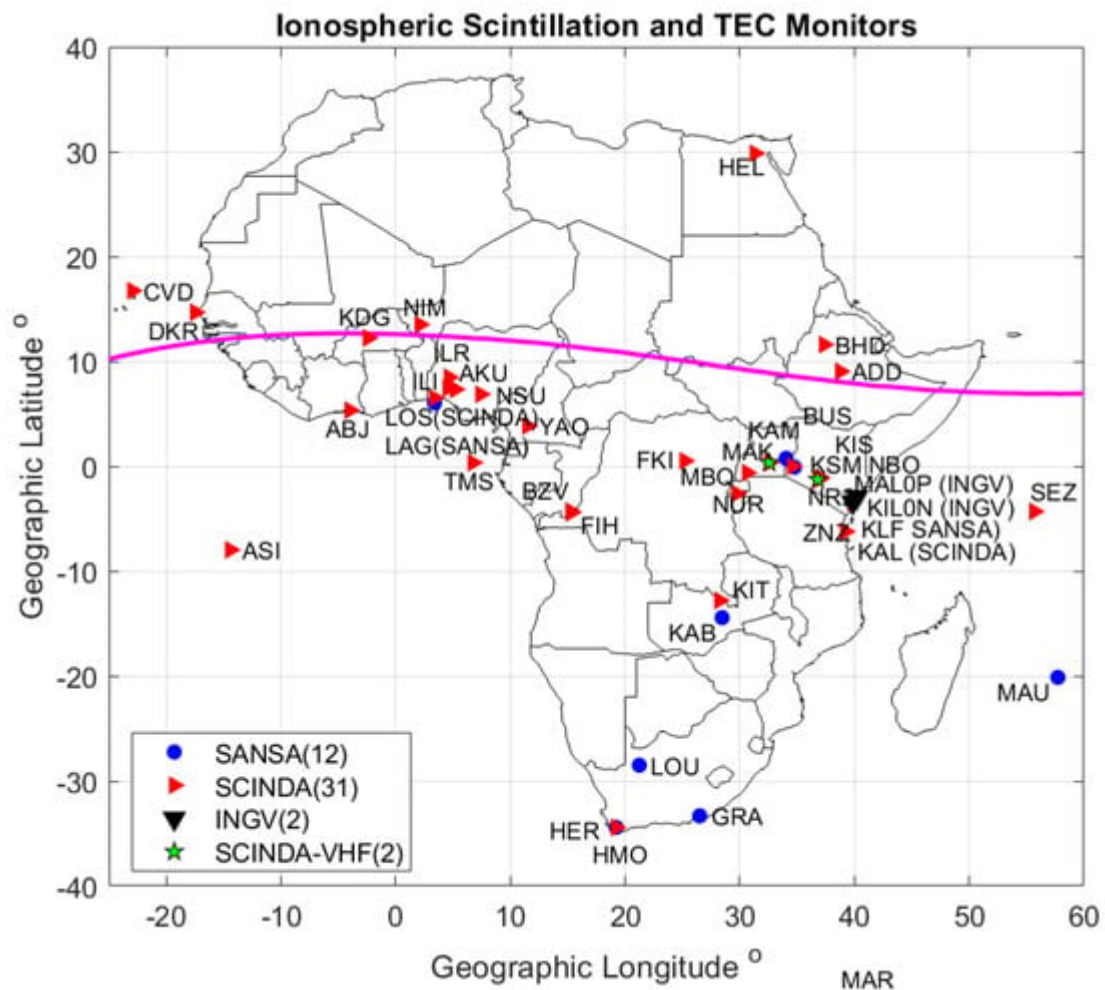 Ionospheric Scintillation and TEC Monitors
40
30
20
10
0
-10
-20
-30
-40
Geographic Latitude o
HEL
CVD
DKR
KDG
NIM
BHD
ADD
ILR
AKU
ILI
NSU
LOS(SCINDA)
ABJ
YAO
LAG(SANSA)
TMS
BUS
KAM
KIS
MAK
FKI
KSM
NBO
MBQ
MAL0P (INGV)
NUR
KIL0N (INGV)
SEZ
BZV
FIH
ZNZ
KLF SANSA)
KAL (SCINDA)
ASI
KIT
KAB
MAU
LOU
GRA
HER
HMO
SANSA(12)
SCINDA(31)
INGV(2)
SCINDA-VHF(2)
-20 -10 0 10 20 30 40 50 60
Geographic Longitude o
MAR